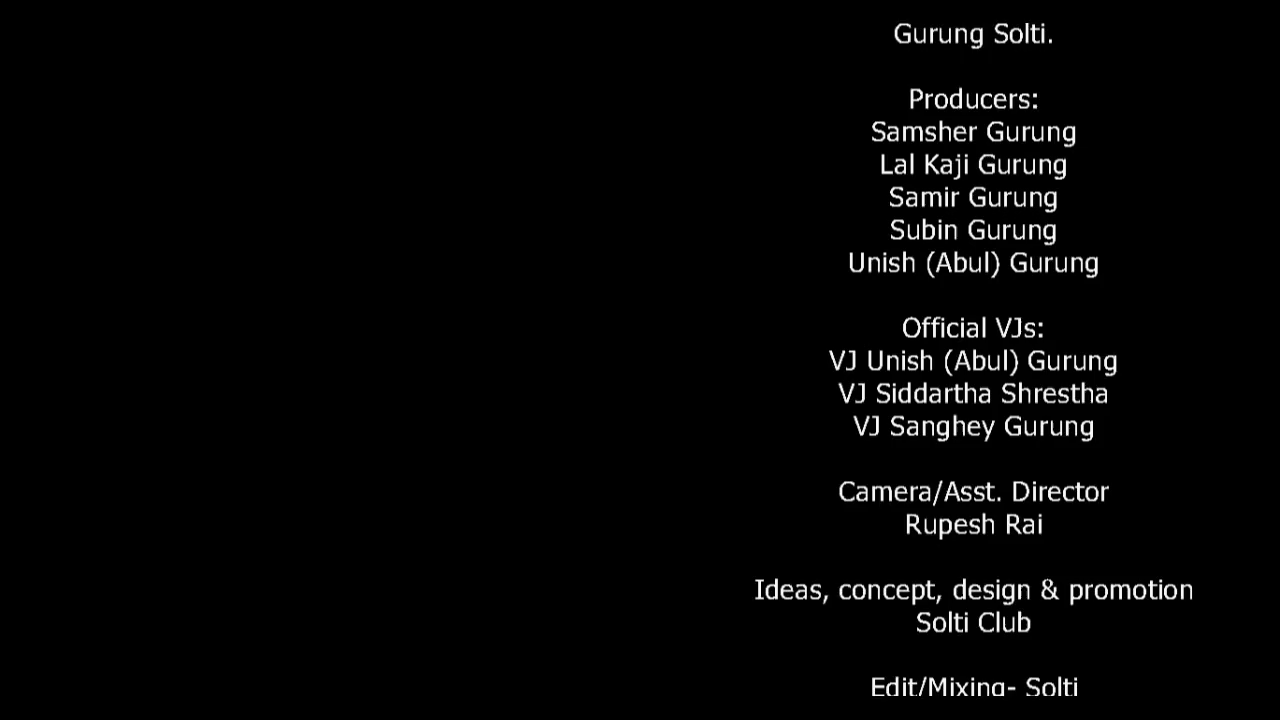 Gurung Solti.
Producers:
Samsher Gurung
Lal Kaji Gurung
Samir Gurung
Subin Gurung
Unish (Abul) Gurung
Official VJs:
VJ Unish (Abul) Gurung
VJ Siddartha Shrestha
VJ Sanghey Gurung
Camera/Asst. Director
Rupesh Rai
Ideas, concept, design & promotion
Solti Club
Edit/Mixing- Solti